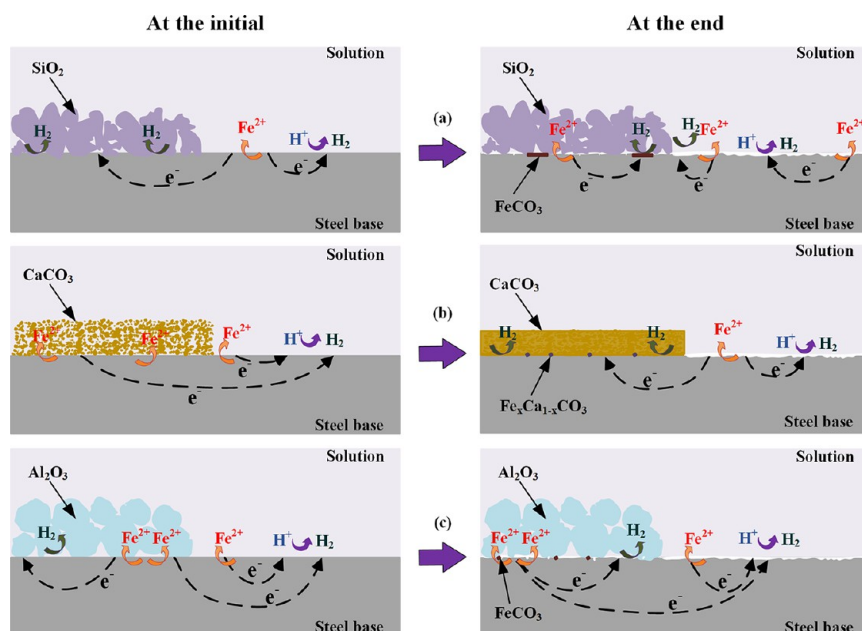 At the initial
At the end
Solution
SiO2
H2
H2
Fe2+
H+
H2
e-
e-
Steel base
(a)
Solution
SiO2
Fe2+
H2
H2
Fe2+
H+
H2
Fe2+
e-
e-
e-
FeCO3
Steel base
Solution
CaCO3
Fe2+
Fe2+
Fe2+
H+
H2
e-
e-
Steel base
(b)
Solution
CaCO3
H2
H2
Fe2+
H+
H2
e-
e-
FexCa1-xCO3
Steel base
Solution
Al2O3
H2
Fe2+
Fe2+
Fe2+
H+
H2
e-
e-
e-
Steel base
(c)
Solution
Al2O3
Fe2+
Fe2+
H2
Fe2+
H+
H2
e-
e-
e-
FeCO3
Steel base